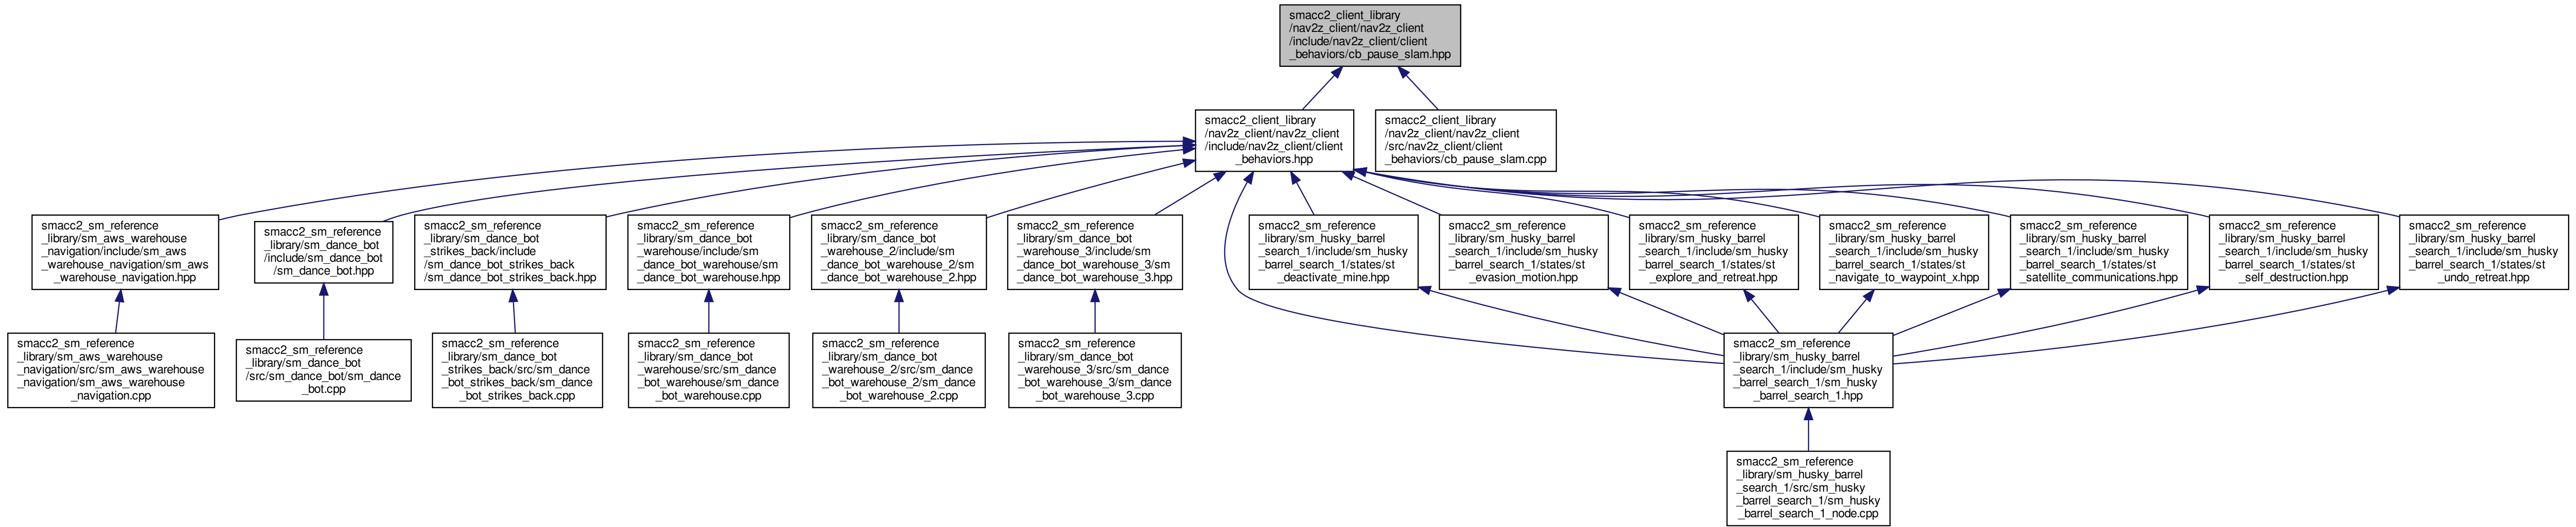 smacc2_client_library
/nav2z_client/nav2z_client
/include/nav2z_client/client
_behaviors/cb_pause_slam.hpp
smacc2_client_library
/nav2z_client/nav2z_client
/include/nav2z_client/client
_behaviors.hpp
smacc2_client_library
/nav2z_client/nav2z_client
/src/nav2z_client/client
_behaviors/cb_pause_slam.cpp
smacc2_sm_reference
_library/sm_aws_warehouse
_navigation/include/sm_aws
_warehouse_navigation/sm_aws
_warehouse_navigation.hpp
smacc2_sm_reference
_library/sm_dance_bot
/include/sm_dance_bot
/sm_dance_bot.hpp
smacc2_sm_reference
_library/sm_dance_bot
_strikes_back/include
/sm_dance_bot_strikes_back
/sm_dance_bot_strikes_back.hpp
smacc2_sm_reference
_library/sm_dance_bot
_warehouse/include/sm
_dance_bot_warehouse/sm
_dance_bot_warehouse.hpp
smacc2_sm_reference
_library/sm_dance_bot
_warehouse_2/include/sm
_dance_bot_warehouse_2/sm
_dance_bot_warehouse_2.hpp
smacc2_sm_reference
_library/sm_dance_bot
_warehouse_3/include/sm
_dance_bot_warehouse_3/sm
_dance_bot_warehouse_3.hpp
smacc2_sm_reference
_library/sm_husky_barrel
_search_1/include/sm_husky
_barrel_search_1/states/st
_deactivate_mine.hpp
smacc2_sm_reference
_library/sm_husky_barrel
_search_1/include/sm_husky
_barrel_search_1/states/st
_evasion_motion.hpp
smacc2_sm_reference
_library/sm_husky_barrel
_search_1/include/sm_husky
_barrel_search_1/states/st
_explore_and_retreat.hpp
smacc2_sm_reference
_library/sm_husky_barrel
_search_1/include/sm_husky
_barrel_search_1/states/st
_navigate_to_waypoint_x.hpp
smacc2_sm_reference
_library/sm_husky_barrel
_search_1/include/sm_husky
_barrel_search_1/states/st
_satellite_communications.hpp
smacc2_sm_reference
_library/sm_husky_barrel
_search_1/include/sm_husky
_barrel_search_1/states/st
_self_destruction.hpp
smacc2_sm_reference
_library/sm_husky_barrel
_search_1/include/sm_husky
_barrel_search_1/states/st
_undo_retreat.hpp
smacc2_sm_reference
_library/sm_aws_warehouse
_navigation/src/sm_aws_warehouse
_navigation/sm_aws_warehouse
_navigation.cpp
smacc2_sm_reference
_library/sm_dance_bot
/src/sm_dance_bot/sm_dance
_bot.cpp
smacc2_sm_reference
_library/sm_dance_bot
_strikes_back/src/sm_dance
_bot_strikes_back/sm_dance
_bot_strikes_back.cpp
smacc2_sm_reference
_library/sm_dance_bot
_warehouse/src/sm_dance
_bot_warehouse/sm_dance
_bot_warehouse.cpp
smacc2_sm_reference
_library/sm_dance_bot
_warehouse_2/src/sm_dance
_bot_warehouse_2/sm_dance
_bot_warehouse_2.cpp
smacc2_sm_reference
_library/sm_dance_bot
_warehouse_3/src/sm_dance
_bot_warehouse_3/sm_dance
_bot_warehouse_3.cpp
smacc2_sm_reference
_library/sm_husky_barrel
_search_1/include/sm_husky
_barrel_search_1/sm_husky
_barrel_search_1.hpp
smacc2_sm_reference
_library/sm_husky_barrel
_search_1/src/sm_husky
_barrel_search_1/sm_husky
_barrel_search_1_node.cpp